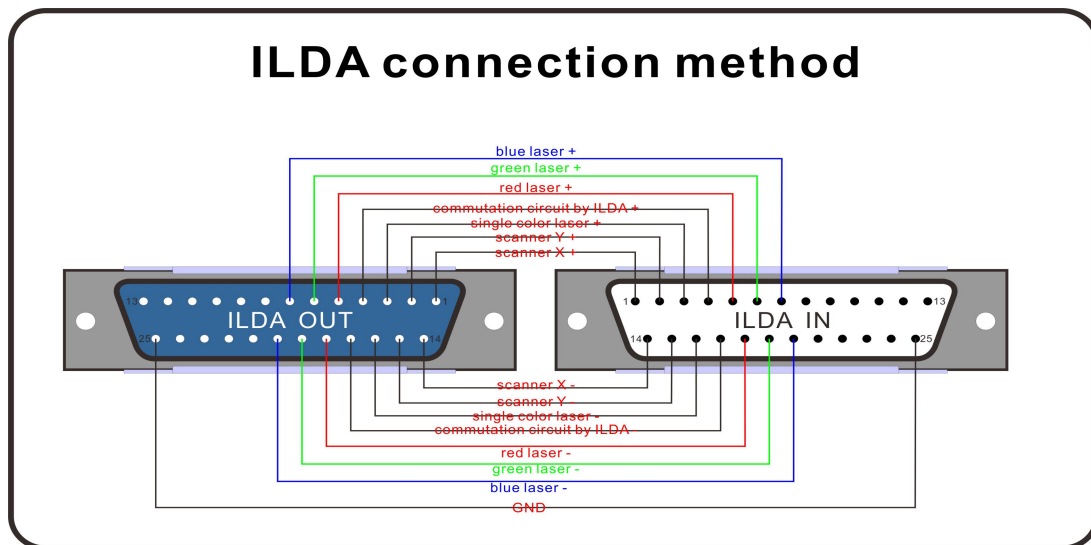 ILDA connection method
blue laser +
green laser +
red laser +
commutation circuit by ILDA +
single color laser +
scanner Y +
scanner X +
13 1 1 13
ILDA OUT ILDA IN
25 14 14 25
scanner X -
scanner Y -
single color laser -
commutation circuit by ILDA -
red laser -
green laser -
blue laser -
GND